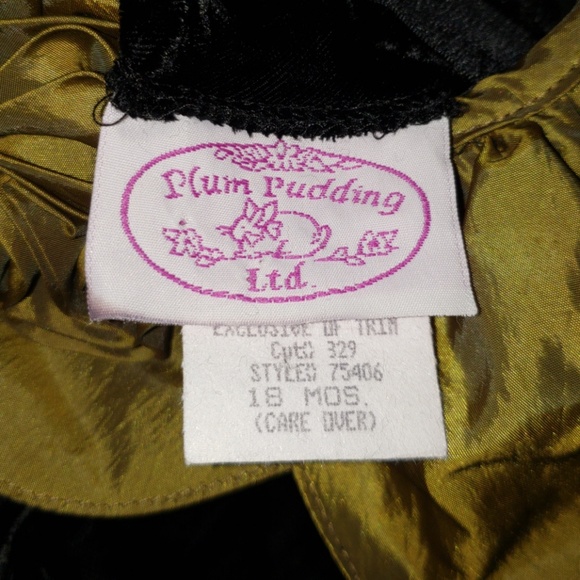 Plum Pudding
Ltd.
EXCLUSIVE OF TRIM
Cpt: 329
STYLE: 75406
18 MOS.
(CARE OVER)